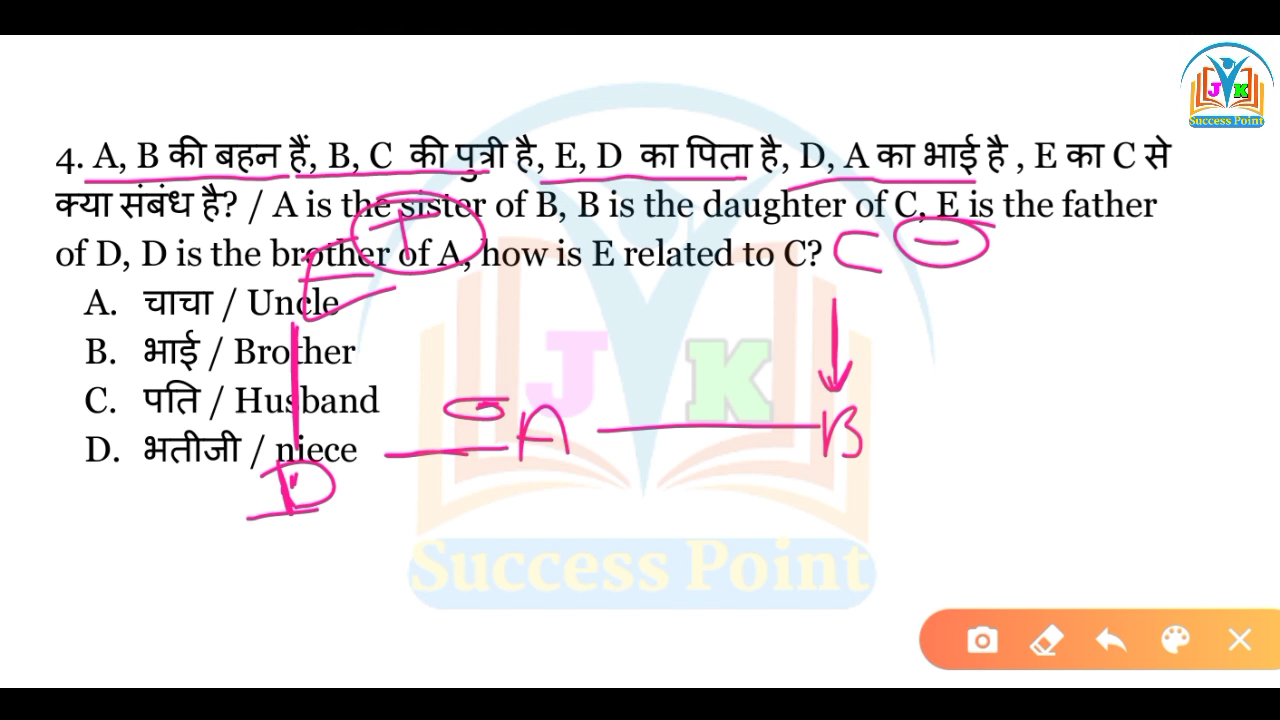 J K
Success Point
4. A, B की बहन हैं, B, C की पुत्री है, E, D का पिता है, D, A का भाई है , E का C से
क्या संबंध है? / A is the sister of B, B is the daughter of C, E is the father
of D, D is the brother of A, how is E related to C?
A. चाचा / Uncle
B. भाई / Brother
C. पति / Husband
D. भतीजी / niece
E + C -
D A B
J K
Success Point